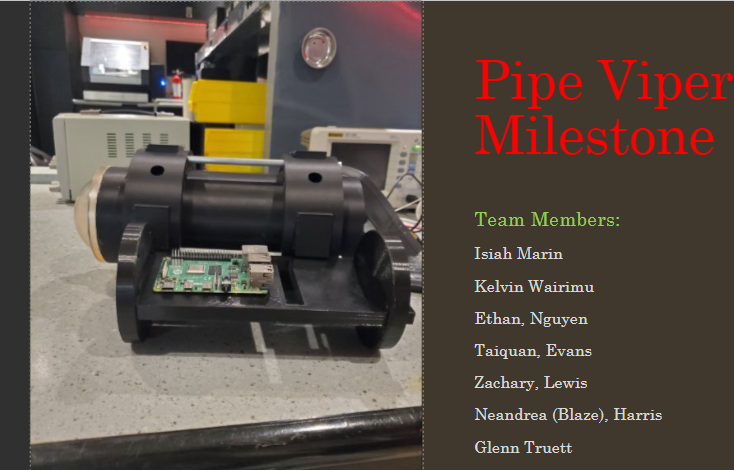 Pipe Viper
Milestone
Team Members:
Isiah Marin
Kelvin Wairimu
Ethan, Nguyen
Taiquan, Evans
Zachary, Lewis
Neandrea (Blaze), Harris
Glenn Truett